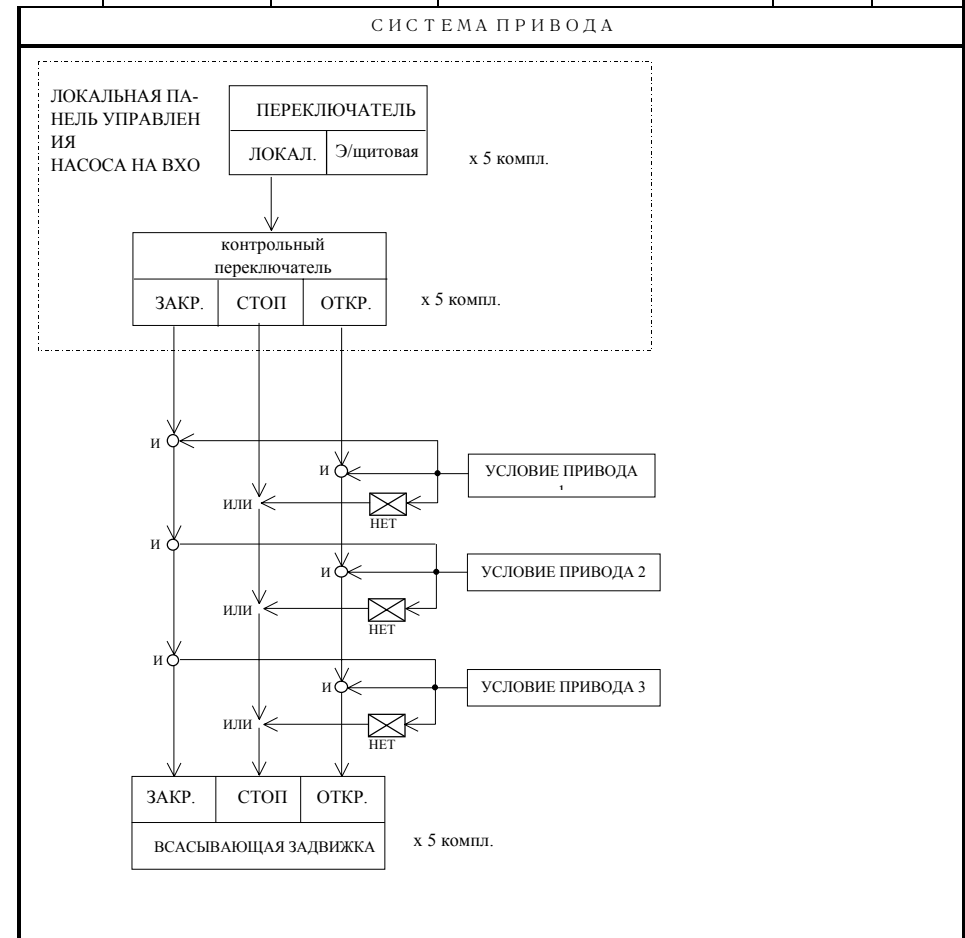 СИСТЕМА ПРИВОДА
ЛОКАЛЬНАЯ ПА-
НЕЛЬ УПРАВЛЕН
ИЯ
НАСОСА НА ВХО
ПЕРЕКЛЮЧАТЕЛЬ
ЛОКАЛ. Э/щитовая
х 5 компл.
контрольный
переключатель
ЗАКР. СТОП ОТКР.
х 5 компл.
И
И
УСЛОВИЕ ПРИВОДА
1
ИЛИ
НЕТ
И
И
УСЛОВИЕ ПРИВОДА 2
ИЛИ
НЕТ
И
И
УСЛОВИЕ ПРИВОДА 3
ИЛИ
НЕТ
ЗАКР. СТОП ОТКР.
ВСАСЫВАЮЩАЯ ЗАДВИЖКА
х 5 компл.